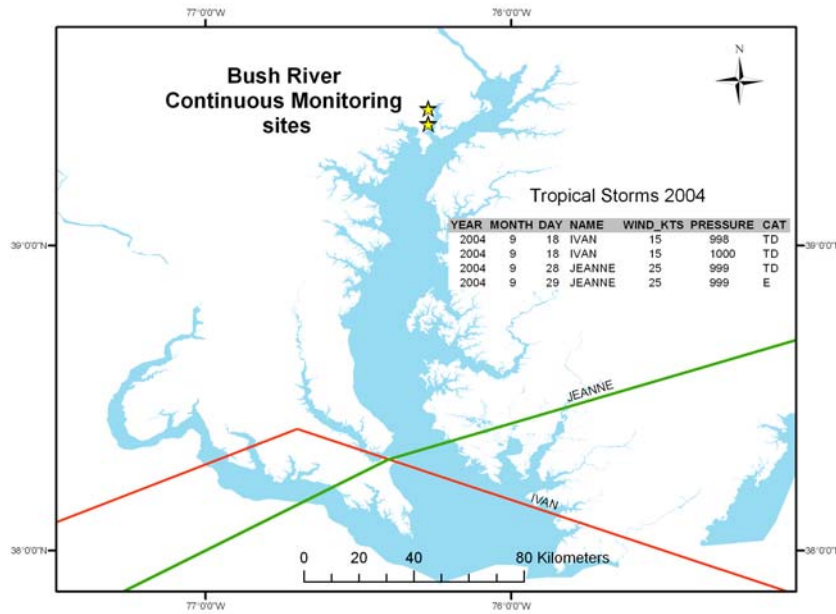 77°0'0"W
76°0'0"W
N
Bush River
Continuous Monitoring
sites
Tropical Storms 2004
YEAR MONTH DAY NAME WIND_KTS PRESSURE CAT
2004 9 18 IVAN 15 998 TD
2004 9 18 IVAN 15 1000 TD
2004 9 28 JEANNE 25 999 TD
2004 9 29 JEANNE 25 999 E
39°0'0"N
39°0'0"N
JEANNE
IVAN
38°0'0"N
38°0'0"N
0 20 40 80 Kilometers
77°0'0"W
76°0'0"W